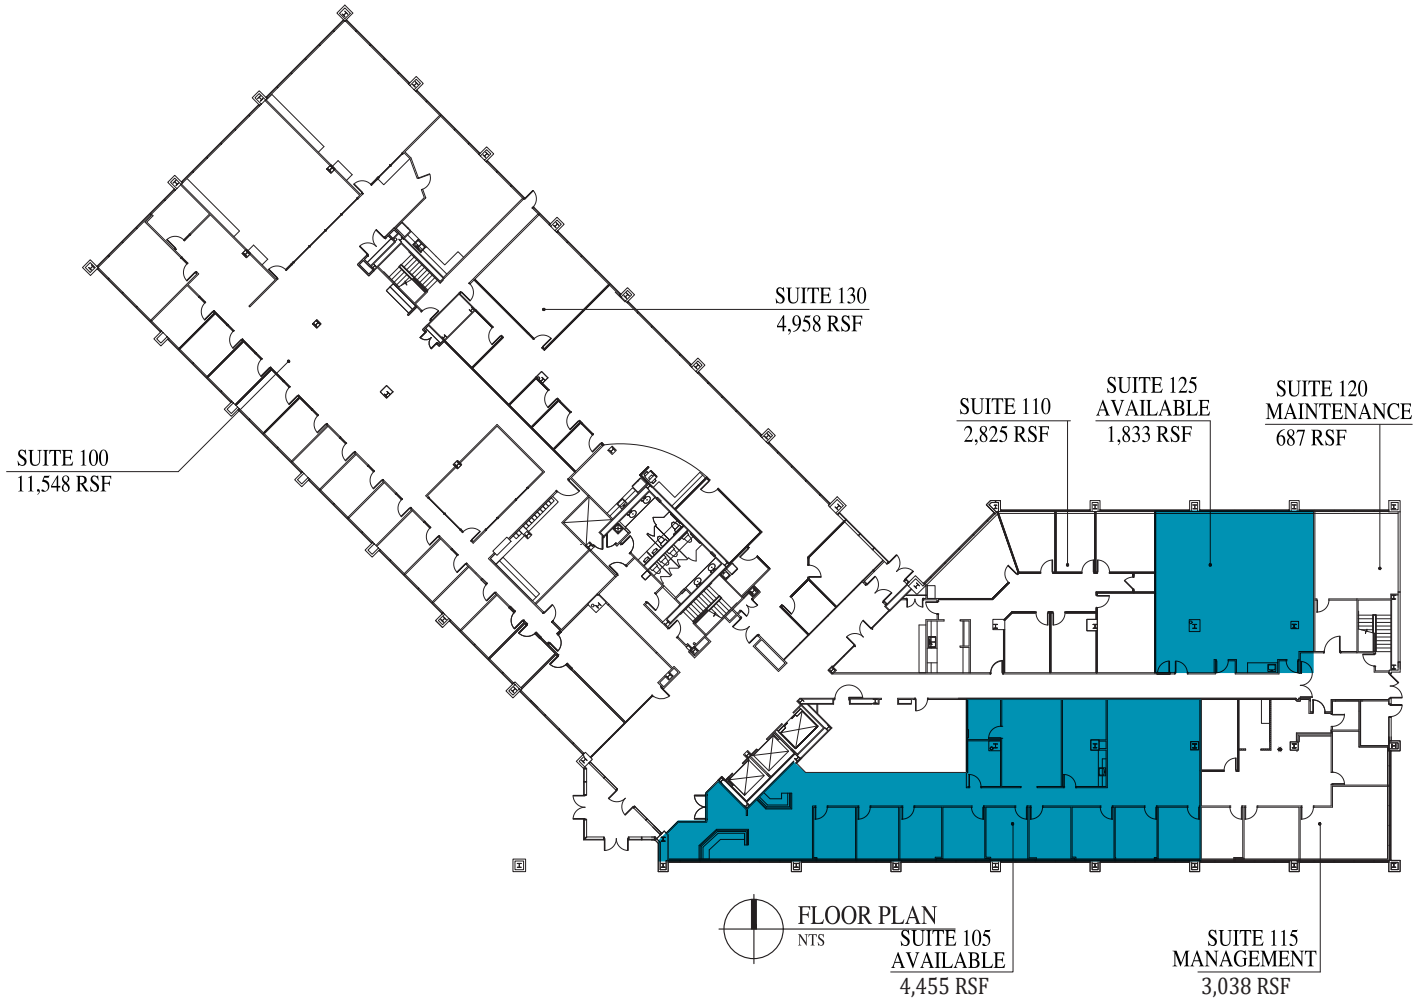 SUITE 130
4,958 RSF
SUITE 125
AVAILABLE
1,833 RSF
SUITE 120
MAINTENANCE
687 RSF
SUITE 110
2,825 RSF
SUITE 100
11,548 RSF
FLOOR PLAN
NTS
SUITE 105
AVAILABLE
4,455 RSF
SUITE 115
MANAGEMENT
3,038 RSF